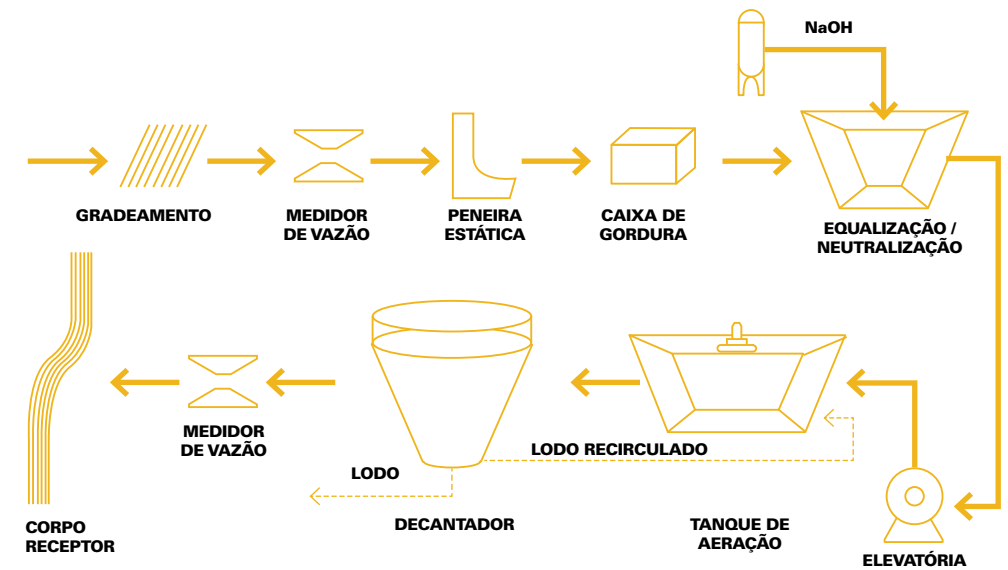 NaOH
GRADEAMENTO
MEDIDOR
DE VAZÃO
PENEIRA
ESTÁTICA
CAIXA DE
GORDURA
EQUALIZAÇÃO /
NEUTRALIZAÇÃO
MEDIDOR
DE VAZÃO
LODO
LODO RECIRCULADO
CORPO
RECEPTOR
DECANTADOR
TANQUE DE
AERAÇÃO
ELEVATÓRIA